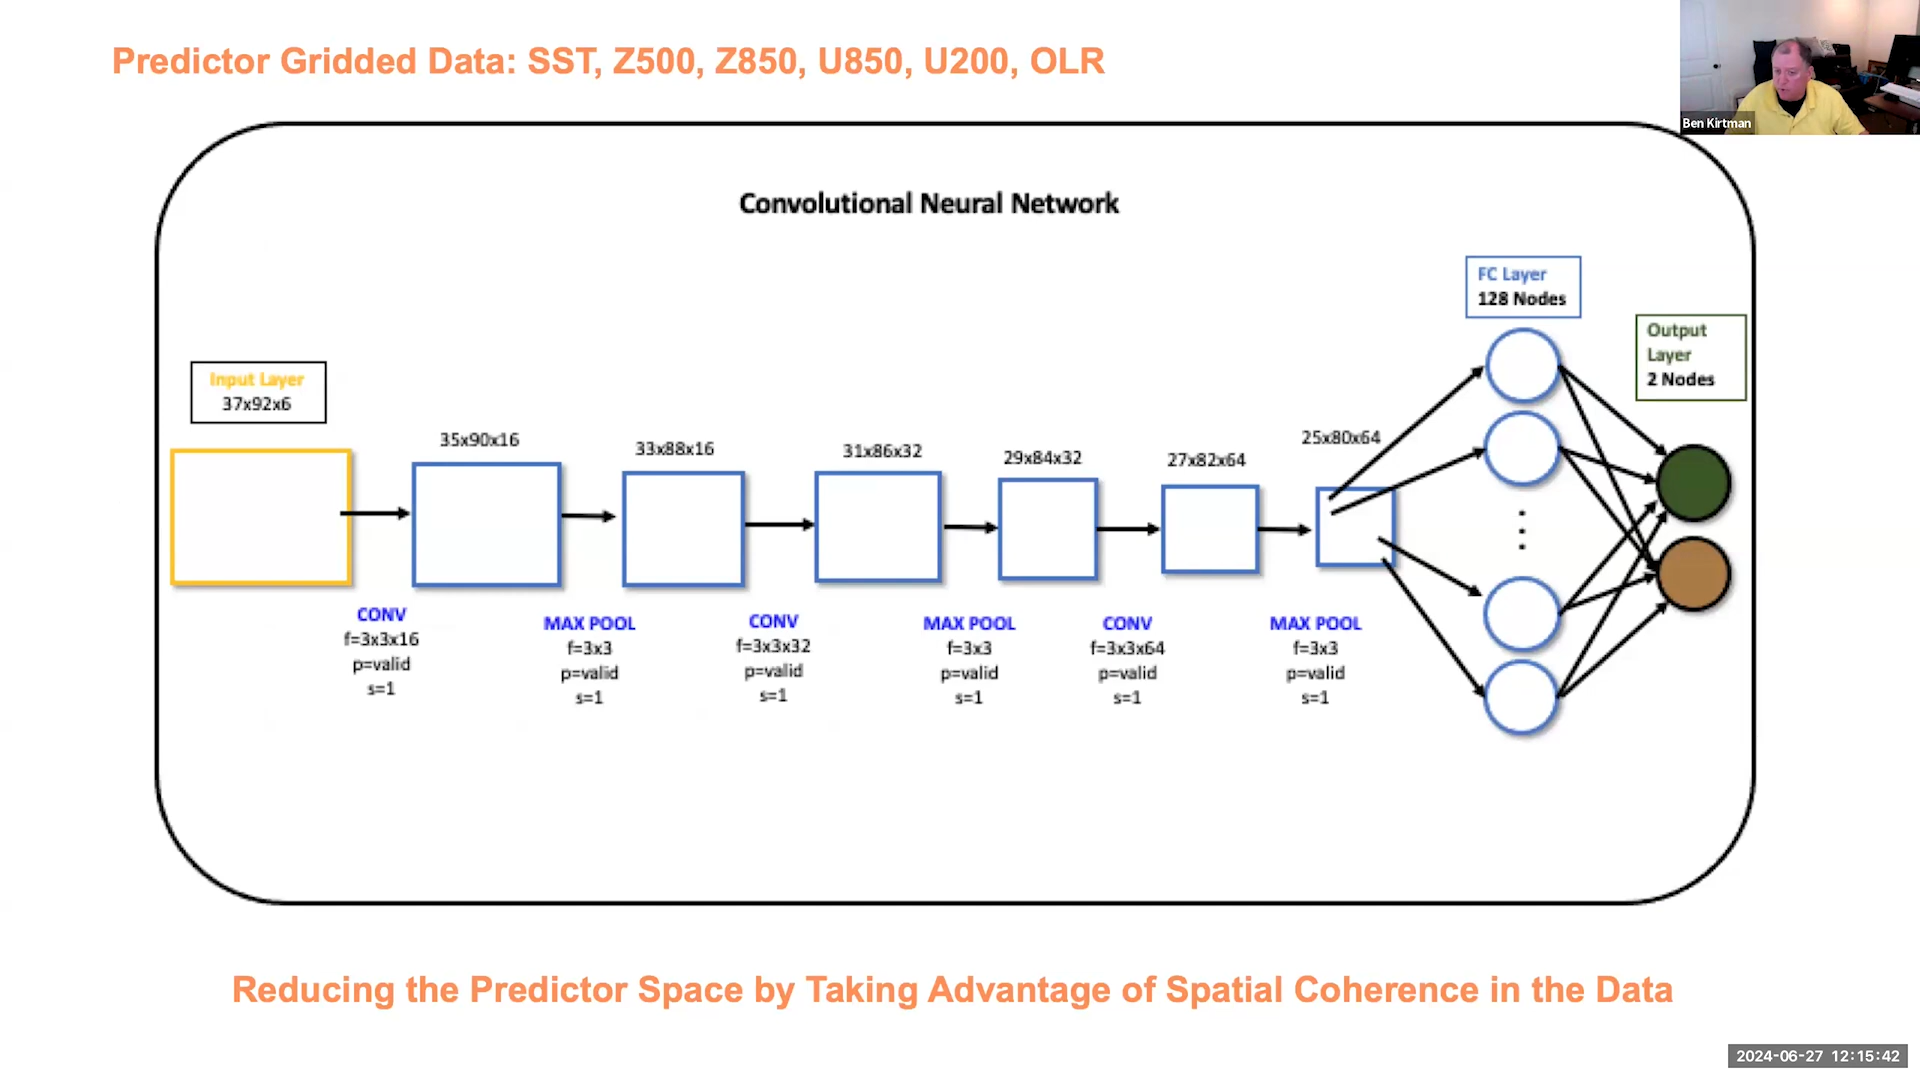 Predictor Gridded Data: SST, Z500, Z850, U850, U200, OLR
Ben Kirtman
Convolutional Neural Network
FC Layer
128 Nodes
Output
Layer
2 Nodes
Input Layer
37x92x6
35x90x16
33x88x16
31x86x32
29x84x32
27x82x64
25x80x64
CONV
f=3x3x16
p=valid
s=1
MAX POOL
f=3x3
p=valid
s=1
CONV
f=3x3x32
p=valid
s=1
MAX POOL
f=3x3
p=valid
s=1
CONV
f=3x3x64
p=valid
s=1
MAX POOL
f=3x3
p=valid
s=1
Reducing the Predictor Space by Taking Advantage of Spatial Coherence in the Data
2024-06-27 12:15:42